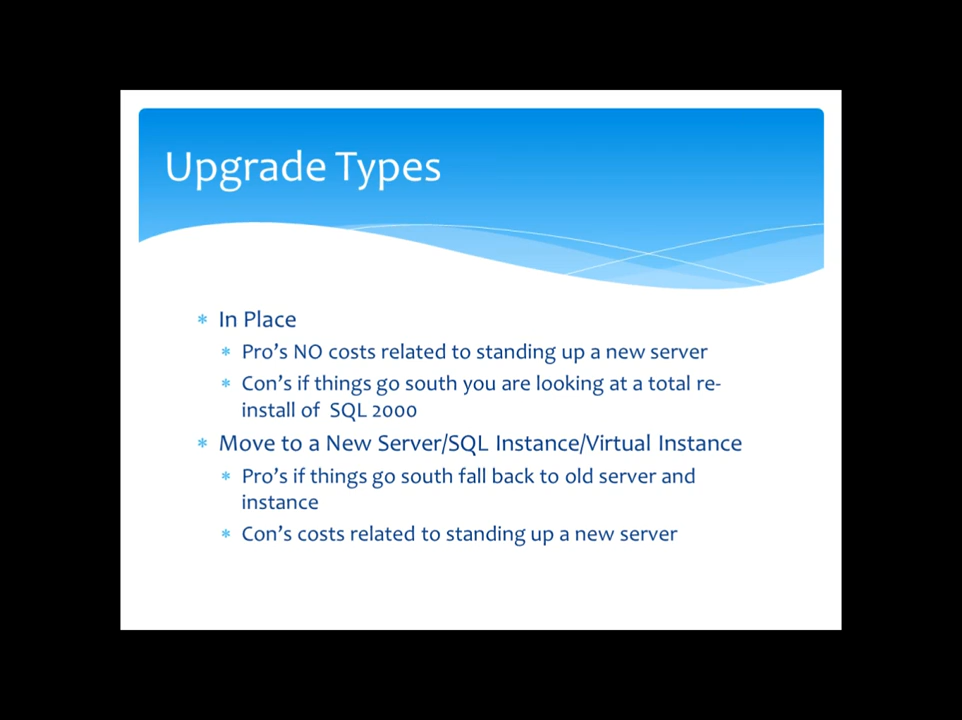 Upgrade Types
* In Place
* Pro’s NO costs related to standing up a new server
* Con’s if things go south you are looking at a total re-
install of  SQL 2000
* Move to a New Server/SQL Instance/Virtual Instance
* Pro’s if things go south fall back to old server and
instance
* Con’s costs related to standing up a new server